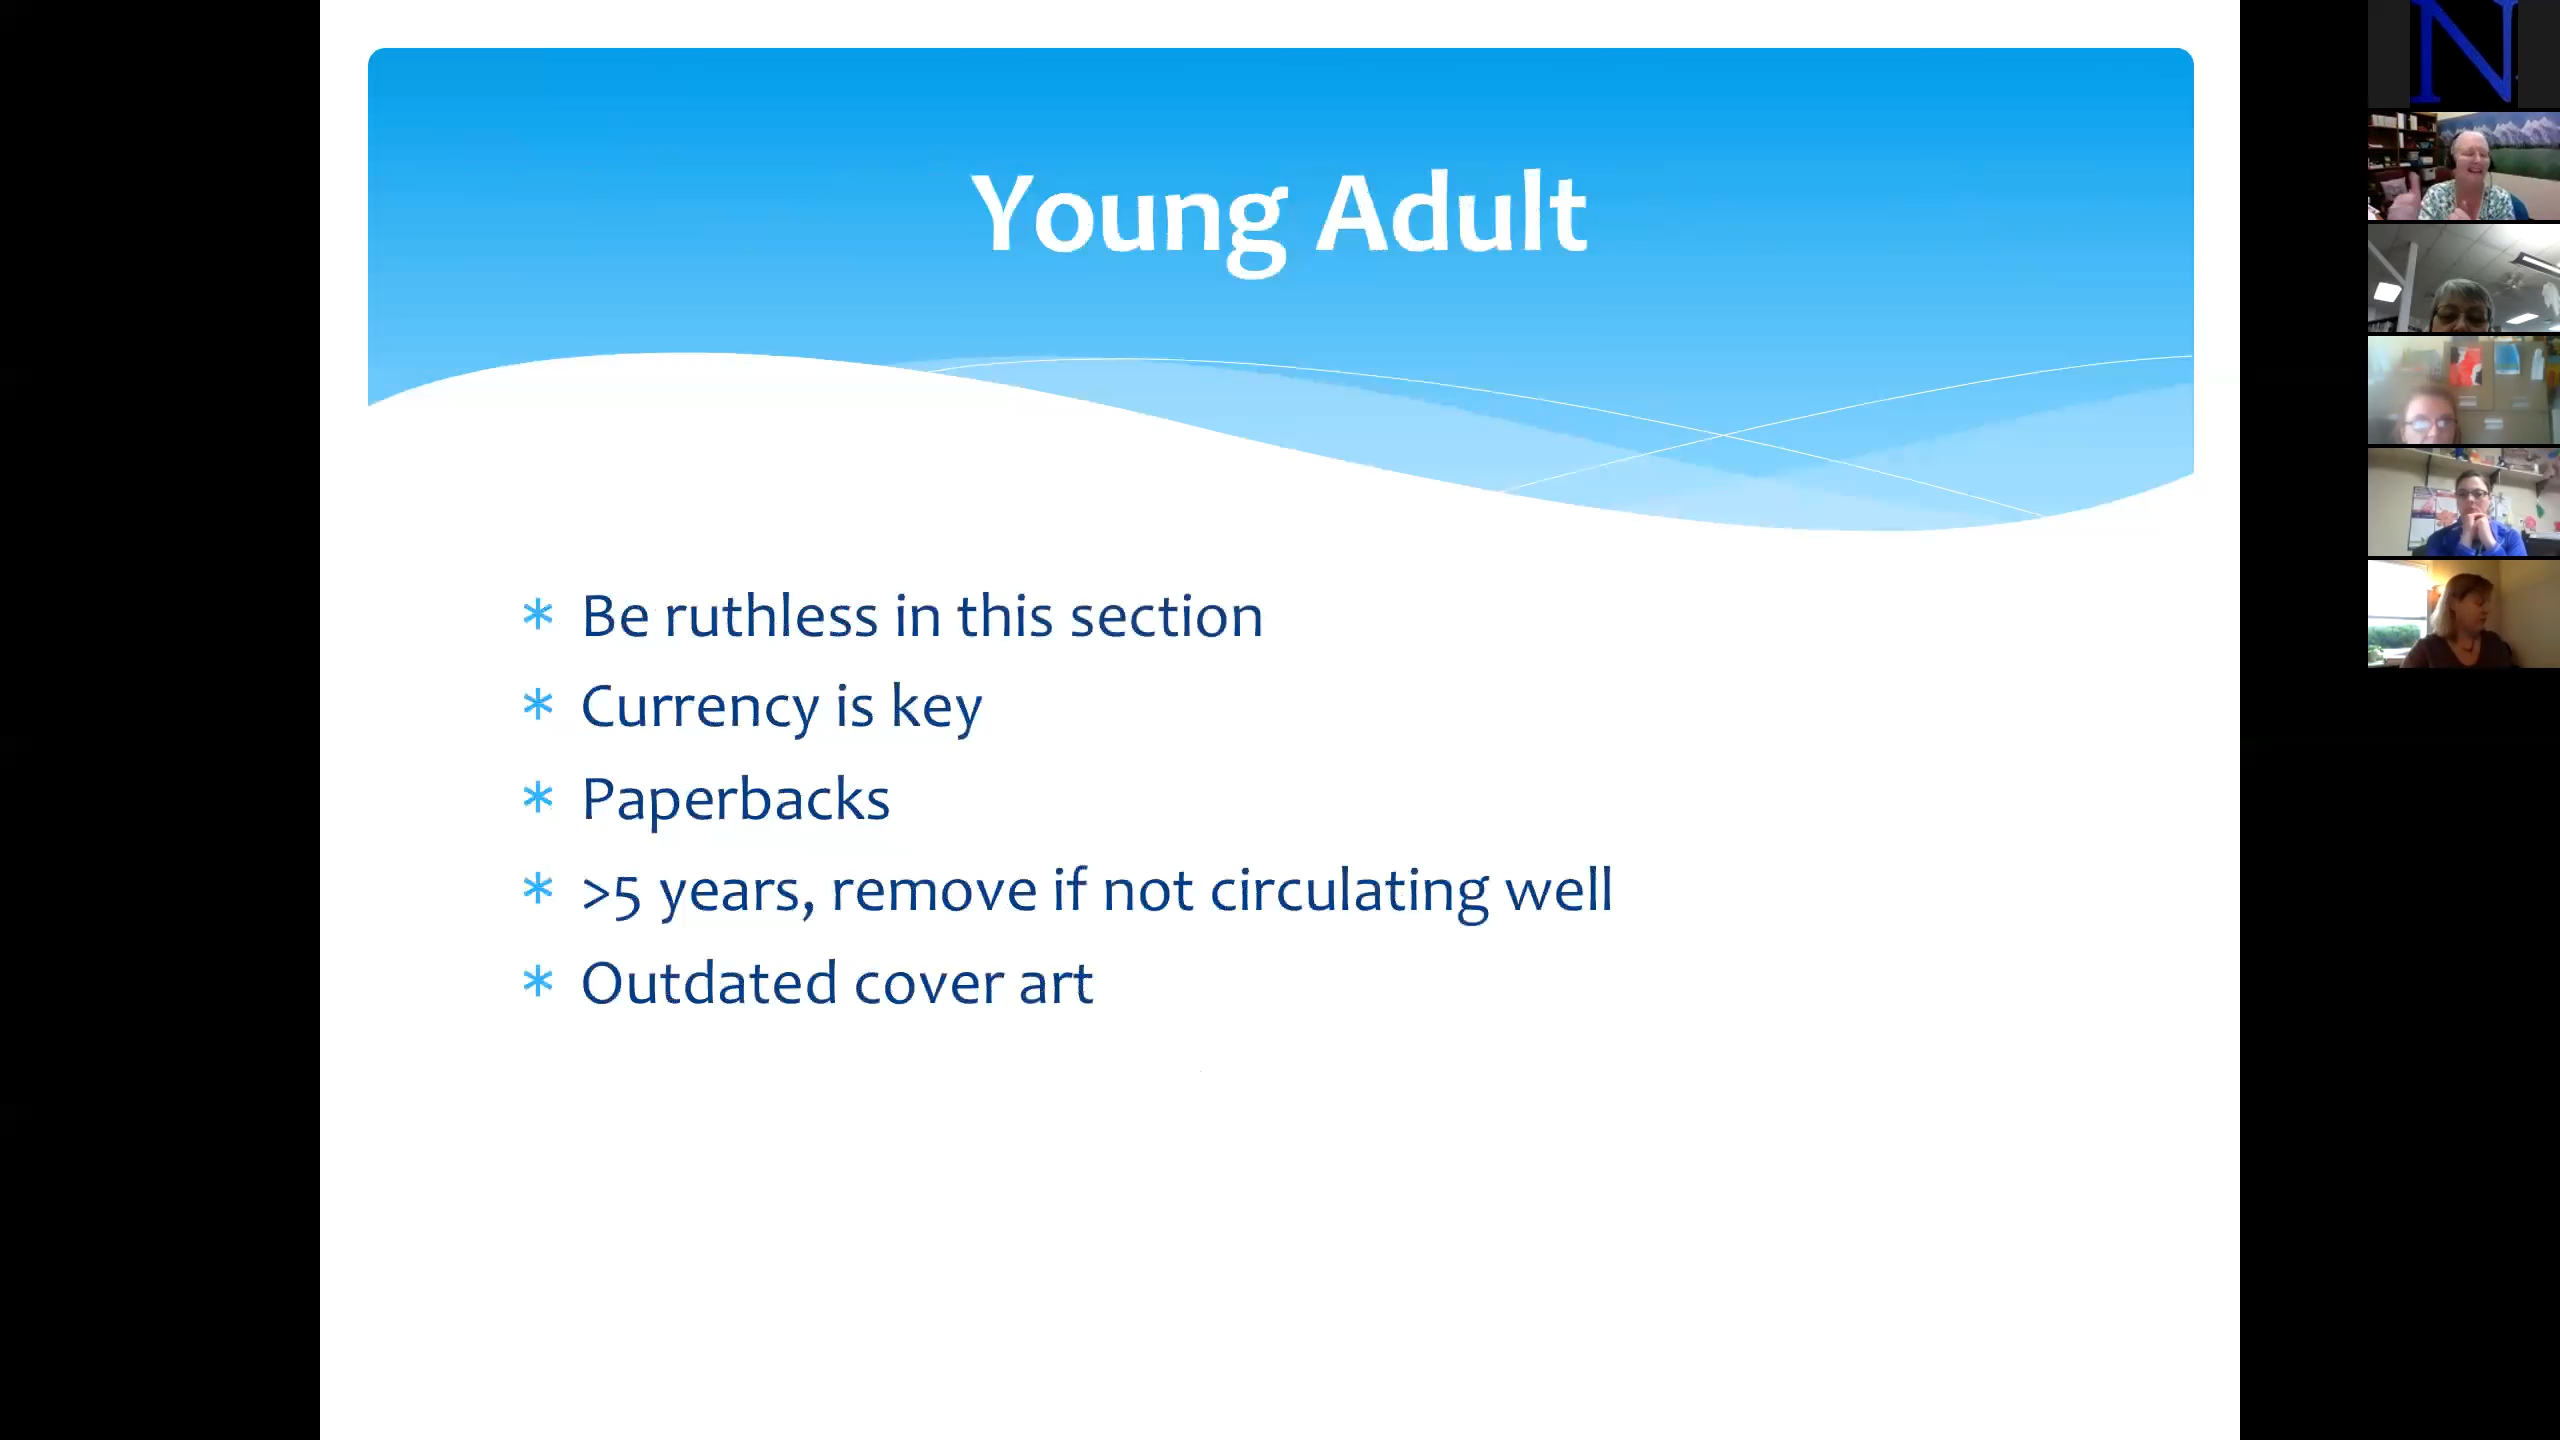 Young Adult
* Be ruthless in this section
* Currency is key
* Paperbacks
* >5 years, remove if not circulating well
* Outdated cover art
N